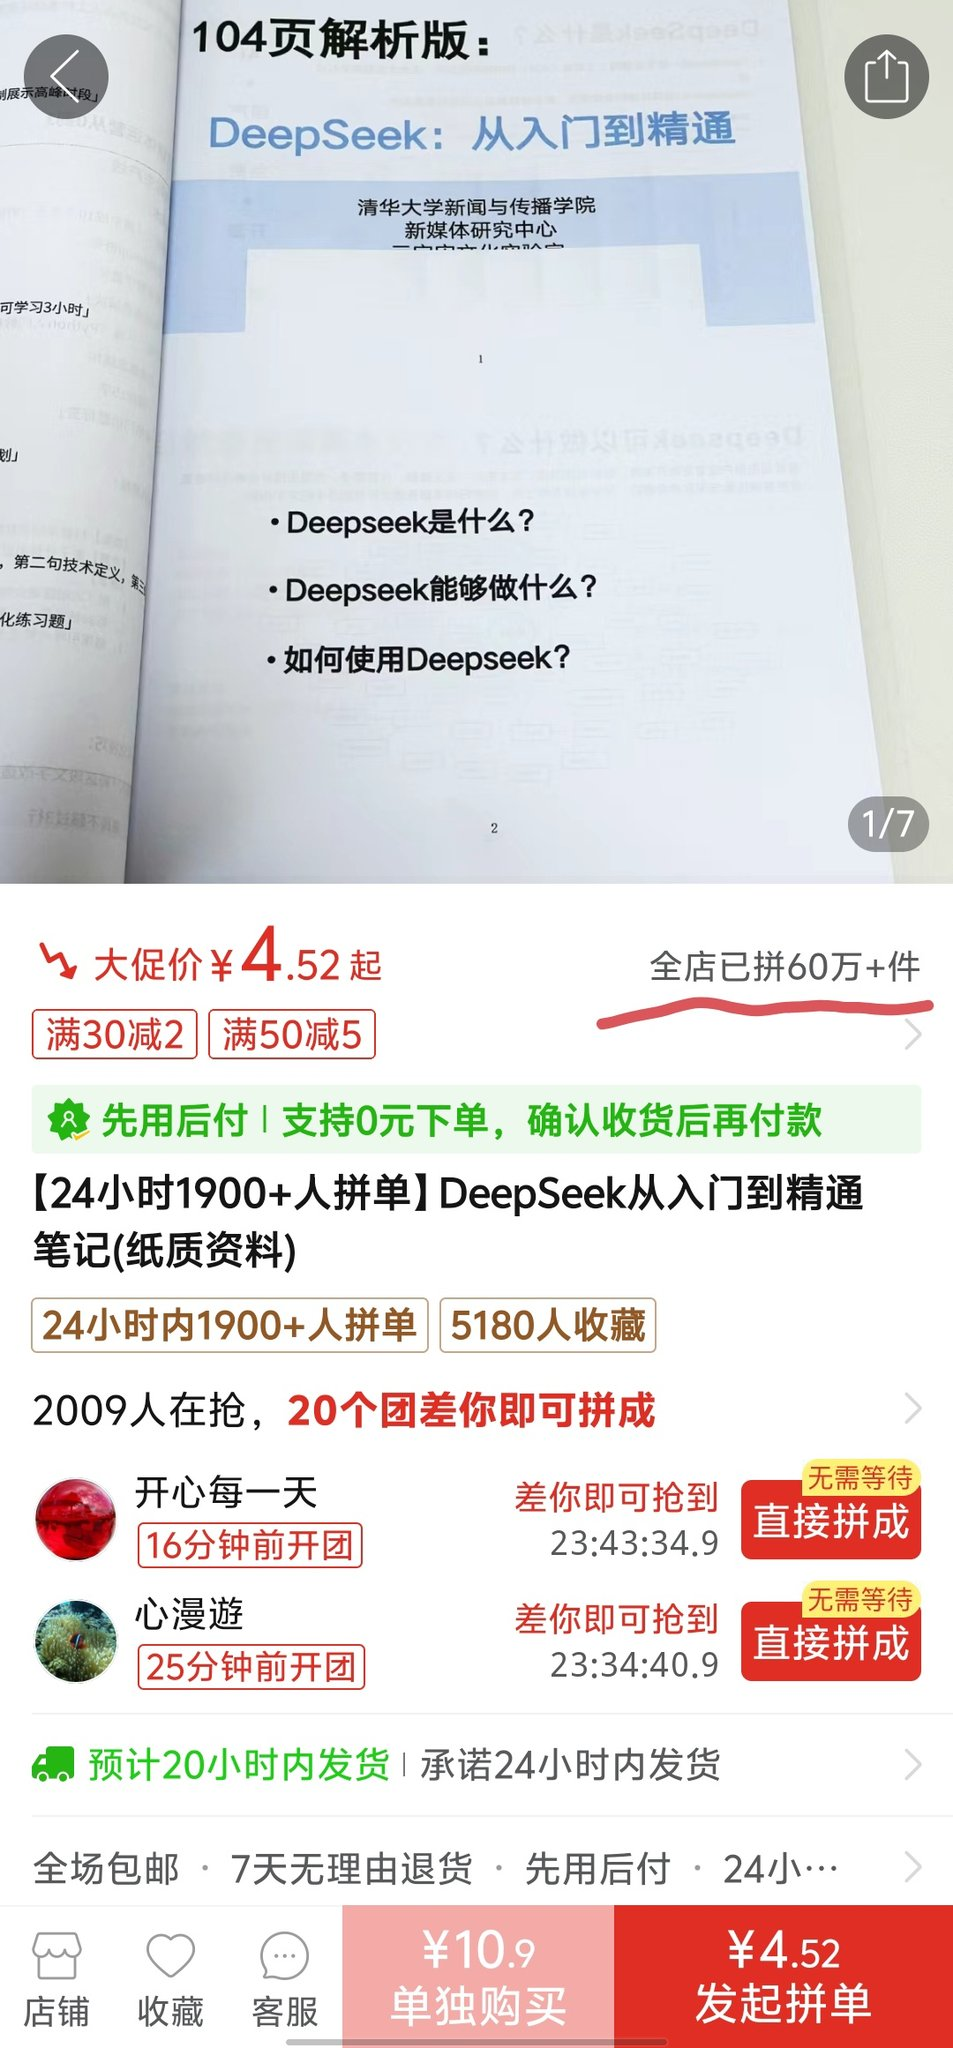 104页解析版：
制展示高峰时段」
DeepSeek：从入门到精通
清华大学新闻与传播学院
新媒体研究中心
元宇宙文化实验室
可学习3小时」
1
划」
• Deepseek是什么？
，第二句技术定义，第三
• Deepseek能够做什么？
化练习题」
• 如何使用Deepseek？
2
1/7
大促价¥4.52起
全店已拼60万+件
满30减2 满50减5
先用后付 | 支持0元下单，确认收货后再付款
【24小时1900+人拼单】DeepSeek从入门到精通
笔记(纸质资料)
24小时内1900+人拼单 5180人收藏
2009人在抢，20个团差你即可拼成
开心每一天
16分钟前开团
差你即可抢到
23:43:34.9
无需等待
直接拼成
心漫遊
25分钟前开团
差你即可抢到
23:34:40.9
无需等待
直接拼成
预计20小时内发货 | 承诺24小时内发货
全场包邮 · 7天无理由退货 · 先用后付 · 24小…
店铺
收藏
客服
¥10.9
单独购买
¥4.52
发起拼单